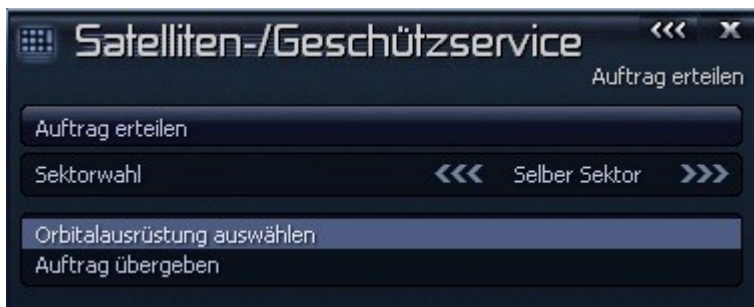 Satelliten-/Geschützservice <<< X
Auftrag erteilen
Auftrag erteilen
Sektorwahl <<< Selber Sektor >>>
Orbitalausrüstung auswählen
Auftrag übergeben